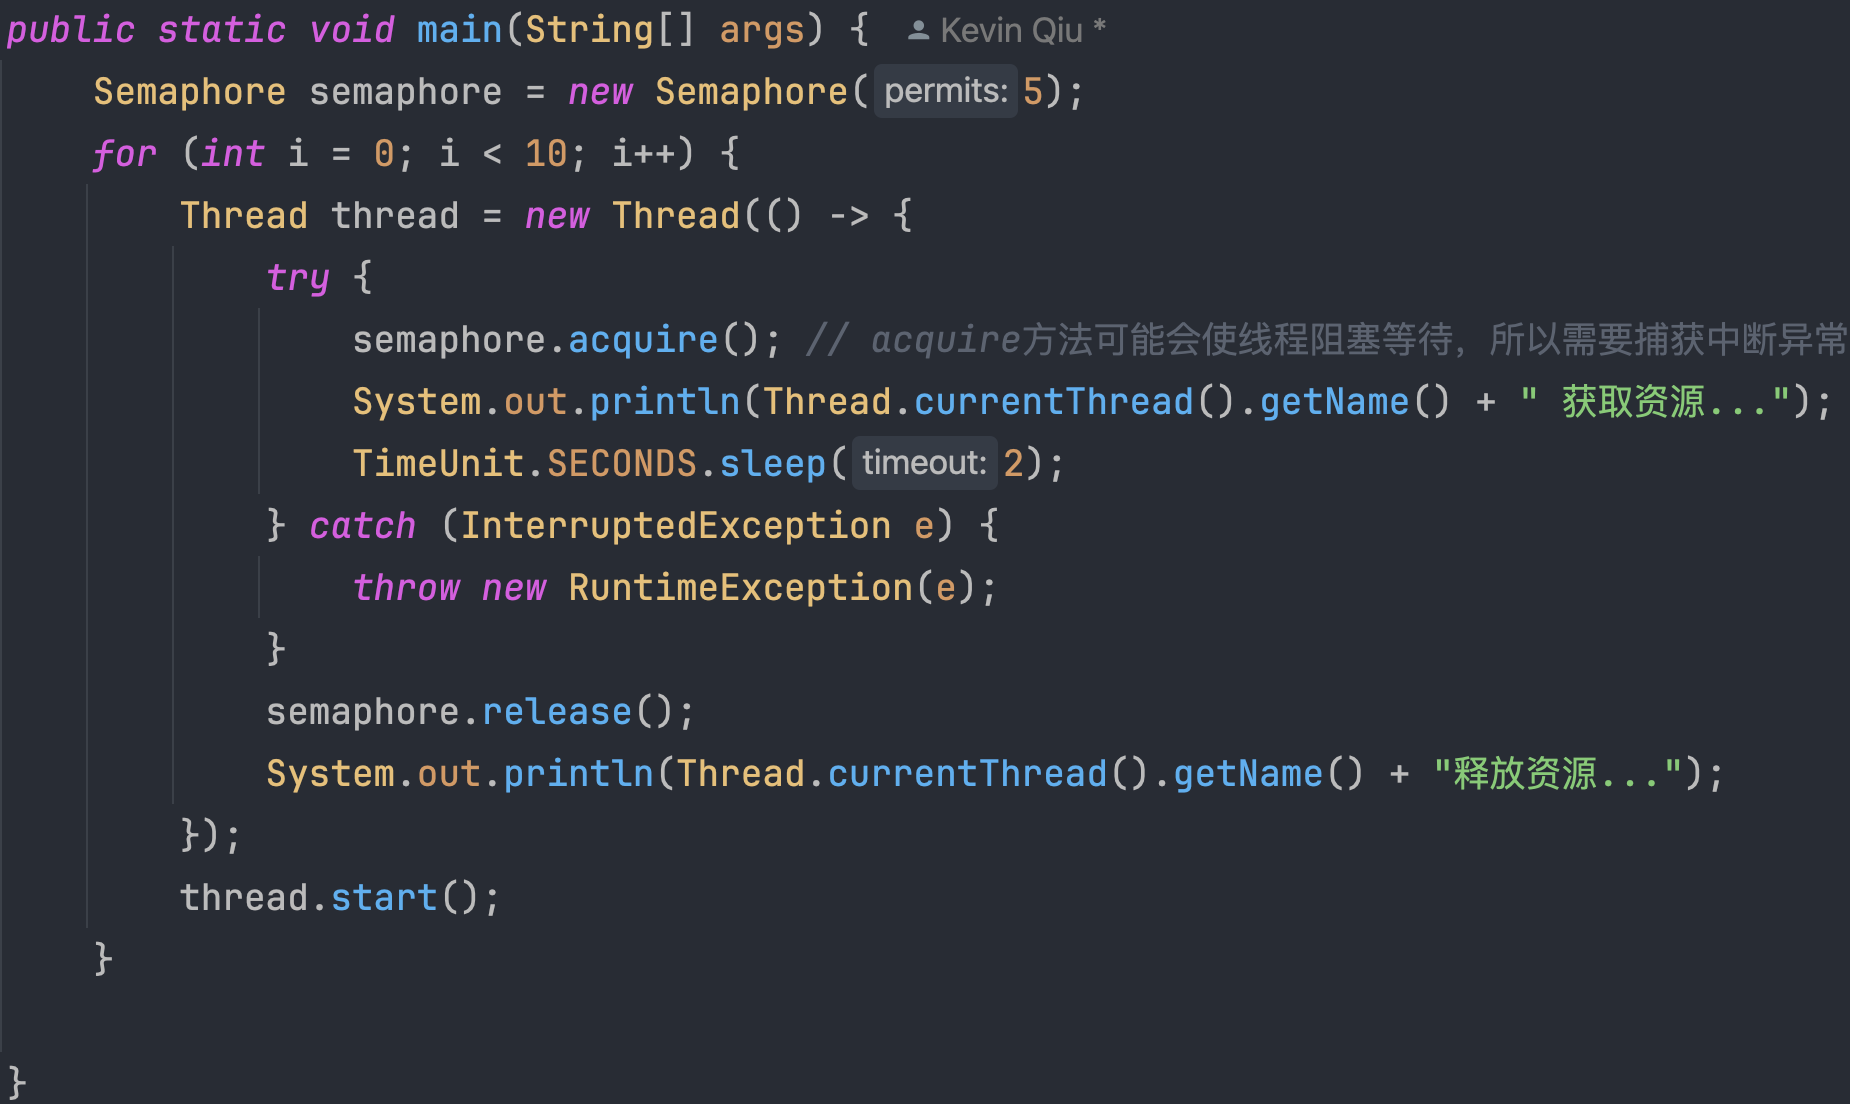 public static void main(String[] args) { Kevin Qiu *
Semaphore semaphore = new Semaphore( permits: 5);
for (int i = 0; i < 10; i++) {
Thread thread = new Thread(() -> {
try {
semaphore.acquire(); // acquire方法可能会使线程阻塞等待，所以需要捕获中断异常
System.out.println(Thread.currentThread().getName() + " 获取资源...");
TimeUnit.SECONDS.sleep( timeout: 2);
} catch (InterruptedException e) {
throw new RuntimeException(e);
}
semaphore.release();
System.out.println(Thread.currentThread().getName() + "释放资源...");
});
thread.start();
}
}